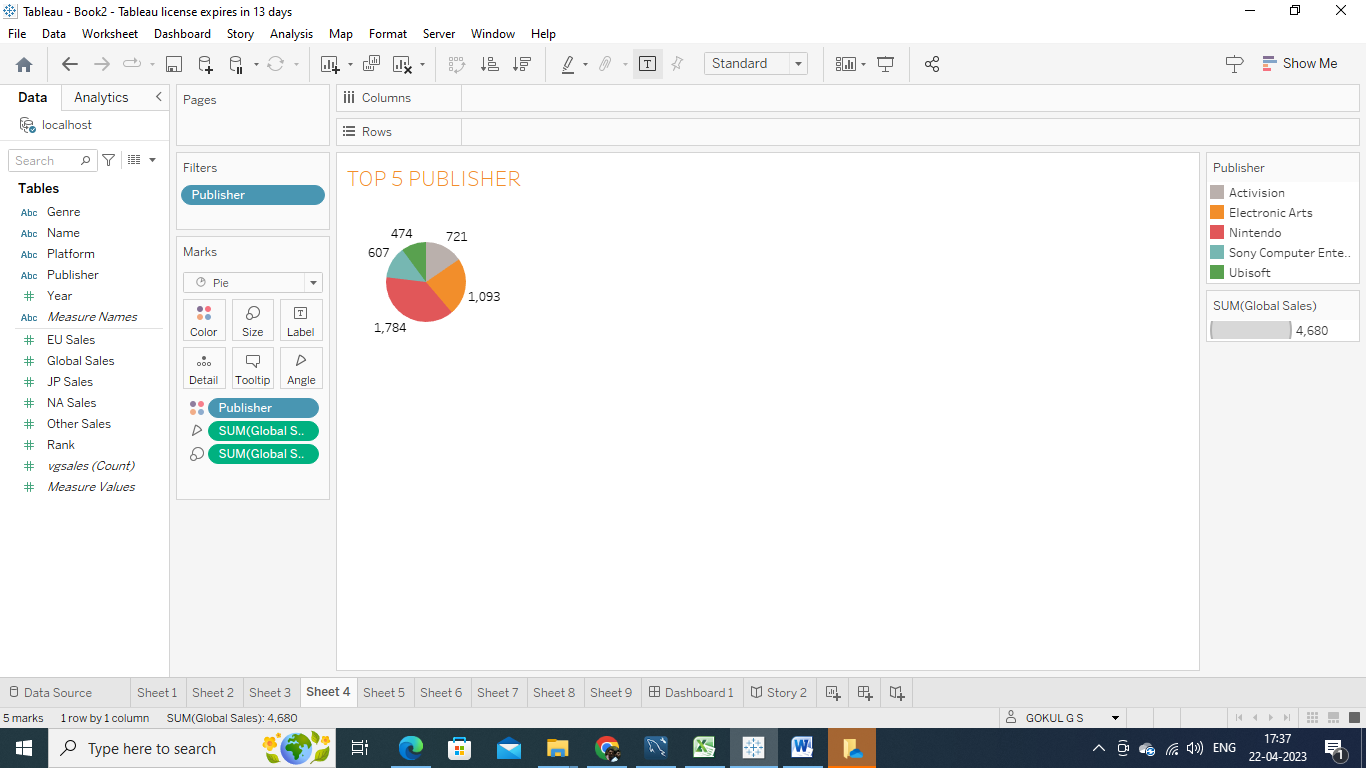 Tableau - Book2 - Tableau license expires in 13 days
File Data Worksheet Dashboard Story Analysis Map Format Server Window Help
Standard
Show Me
Data Analytics
localhost
Search
Tables
Abc Genre
Abc Name
Abc Platform
Abc Publisher
# Year
Abc Measure Names
# EU Sales
# Global Sales
# JP Sales
# NA Sales
# Other Sales
# Rank
# vgsales (Count)
# Measure Values
Pages
Filters
Publisher
Marks
Pie
Color Size Label
Detail Tooltip Angle
Publisher
SUM(Global S..
SUM(Global S..
Columns
Rows
TOP 5 PUBLISHER
474 721
607
1,093
1,784
Publisher
Activision
Electronic Arts
Nintendo
Sony Computer Ente..
Ubisoft
SUM(Global Sales)
4,680
Data Source Sheet 1 Sheet 2 Sheet 3 Sheet 4 Sheet 5 Sheet 6 Sheet 7 Sheet 8 Sheet 9 Dashboard 1 Story 2
5 marks 1 row by 1 column SUM(Global Sales): 4,680 GOKUL G S
Type here to search
ENG
17:37
22-04-2023
1